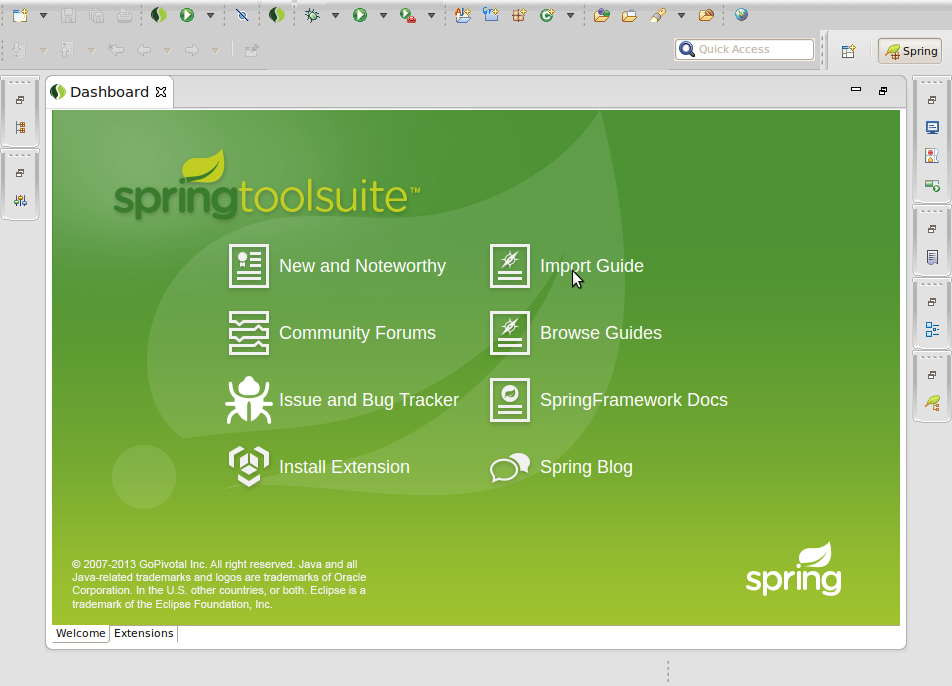 Quick Access
Spring
Dashboard
springtoolsuite™
New and Noteworthy
Import Guide
Community Forums
Browse Guides
Issue and Bug Tracker
SpringFramework Docs
Install Extension
Spring Blog
© 2007-2013 GoPivotal Inc. All right reserved. Java and all
Java-related trademarks and logos are trademarks of Oracle
Corporation. In the U.S. other countries, or both. Eclipse is a
trademark of the Eclipse Foundation, Inc.
spring
Welcome
Extensions